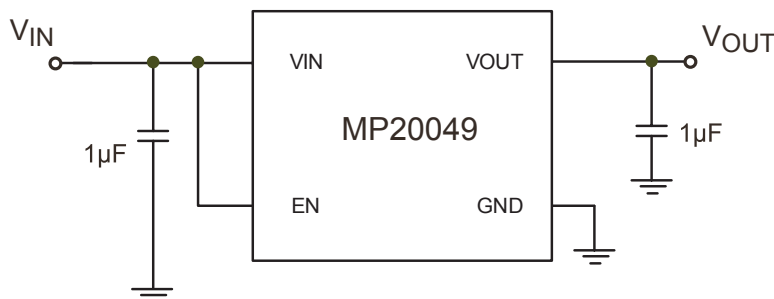 VIN
VOUT
VIN
VOUT
MP20049
1µF
1µF
EN
GND